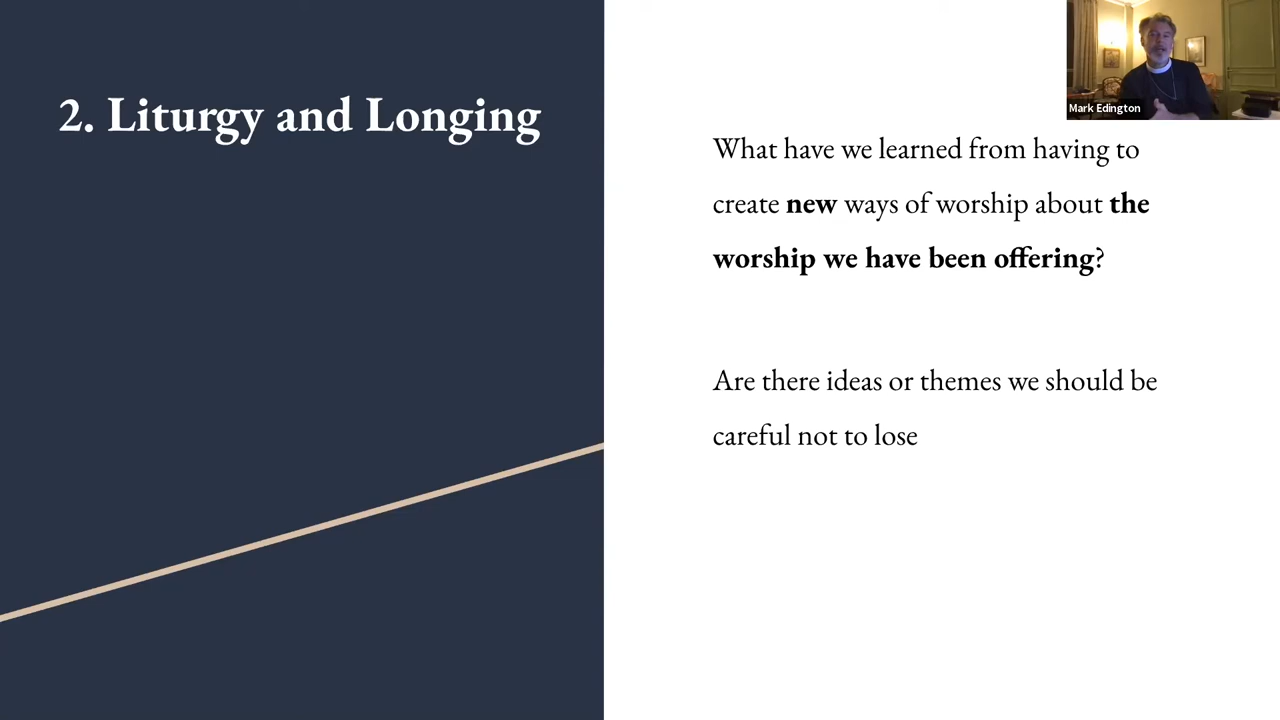 2. Liturgy and Longing
Mark Edington
What have we learned from having to
create new ways of worship about the
worship we have been offering?
Are there ideas or themes we should be
careful not to lose